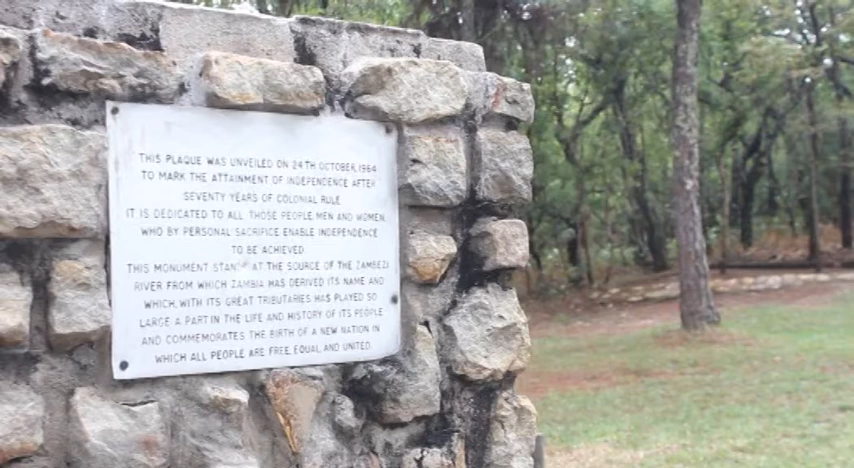 THIS PLAQUE WAS UNVEILED ON 24TH OCTOBER, 1964
TO MARK THE ATTAINMENT OF INDEPENDENCE AFTER
SEVENTY YEARS OF COLONIAL RULE
IT IS DEDICATED TO ALL THOSE PEOPLE, MEN AND WOMEN,
WHO BY PERSONAL SACRIFICE ENABLE INDEPENDENCE
TO BE ACHIEVED
THIS MONUMENT STANDS AT THE SOURCE OF THE ZAMBEZI
RIVER FROM WHICH ZAMBIA HAS DERIVED ITS NAME AND
WHICH, WITH ITS GREAT TRIBUTARIES HAS PLAYED SO
LARGE A PART IN THE LIFE AND HISTORY OF ITS PEOPLE
AND COMMEMORATES THE BIRTH OF A NEW NATION IN
WHICH ALL PEOPLE ARE FREE, EQUAL, AND UNITED